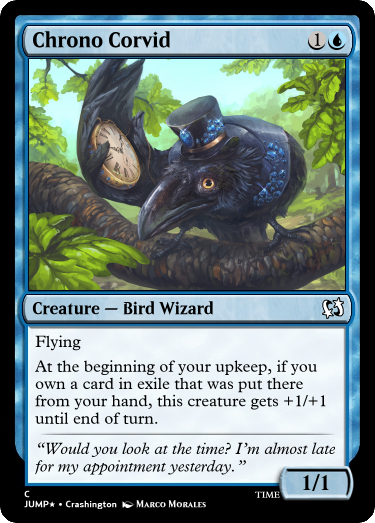 Chrono Corvid
1
Creature — Bird Wizard
Flying
At the beginning of your upkeep, if you
own a card in exile that was put there
from your hand, this creature gets +1/+1
until end of turn.
“Would you look at the time? I’m almost late
for my appointment yesterday.”
1/1
C
TIME
JUMP★ • Crashington MARCO MORALES